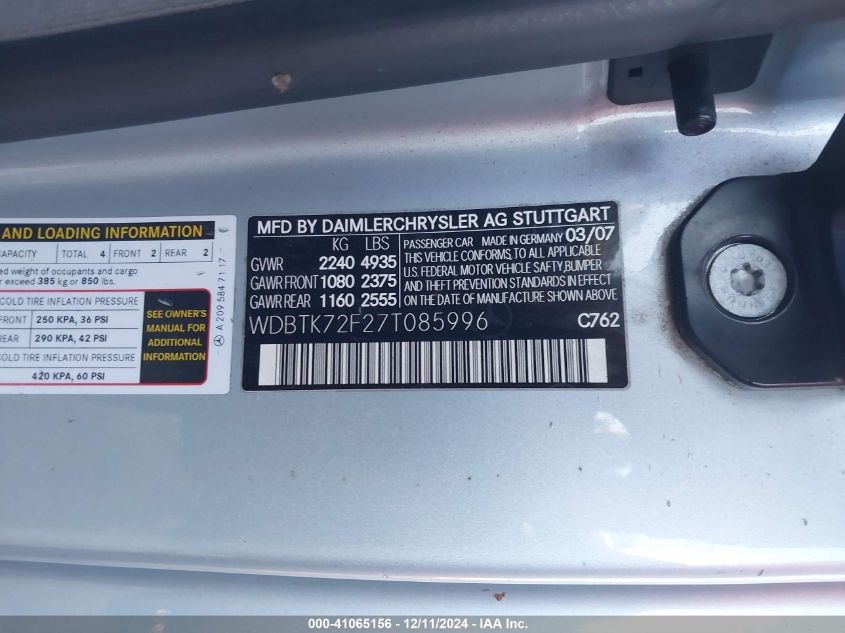 AND LOADING INFORMATION
CAPACITY TOTAL 4 FRONT 2 REAR 2
ed weight of occupants and cargo
r exceed 385 kg or 850 lbs.
COLD TIRE INFLATION PRESSURE
FRONT 250 KPA, 36 PSI
REAR 290 KPA, 42 PSI
COLD TIRE INFLATION PRESSURE
420 KPA, 60 PSI
SEE OWNER'S
MANUAL FOR
ADDITIONAL
INFORMATION
A 209 584 71 17
MFD BY DAIMLERCHRYSLER AG STUTTGART
KG LBS
GVWR 2240 4935
GAWR FRONT 1080 2375
GAWR REAR 1160 2555
PASSENGER CAR MADE IN GERMANY 03/07
THIS VEHICLE CONFORMS TO ALL APPLICABLE
U.S. FEDERAL MOTOR VEHICLE SAFTY, BUMPER
AND THEFT PREVENTION STANDARDS IN EFFECT
ON THE DATE OF MANUFACTURE SHOWN ABOVE.
WDBTK72F27T085996 C762
000-41065156 - 12/11/2024 - IAA Inc.